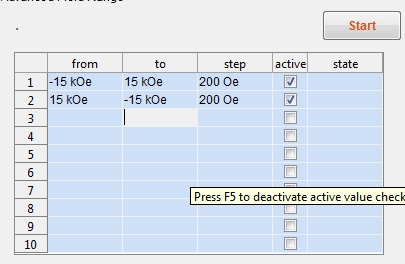 .
Start
from to step active state
1 -15 kOe 15 kOe 200 Oe
2 15 kOe -15 kOe 200 Oe
3
4
5
6
7
Press F5 to deactivate active value check
8
9
10